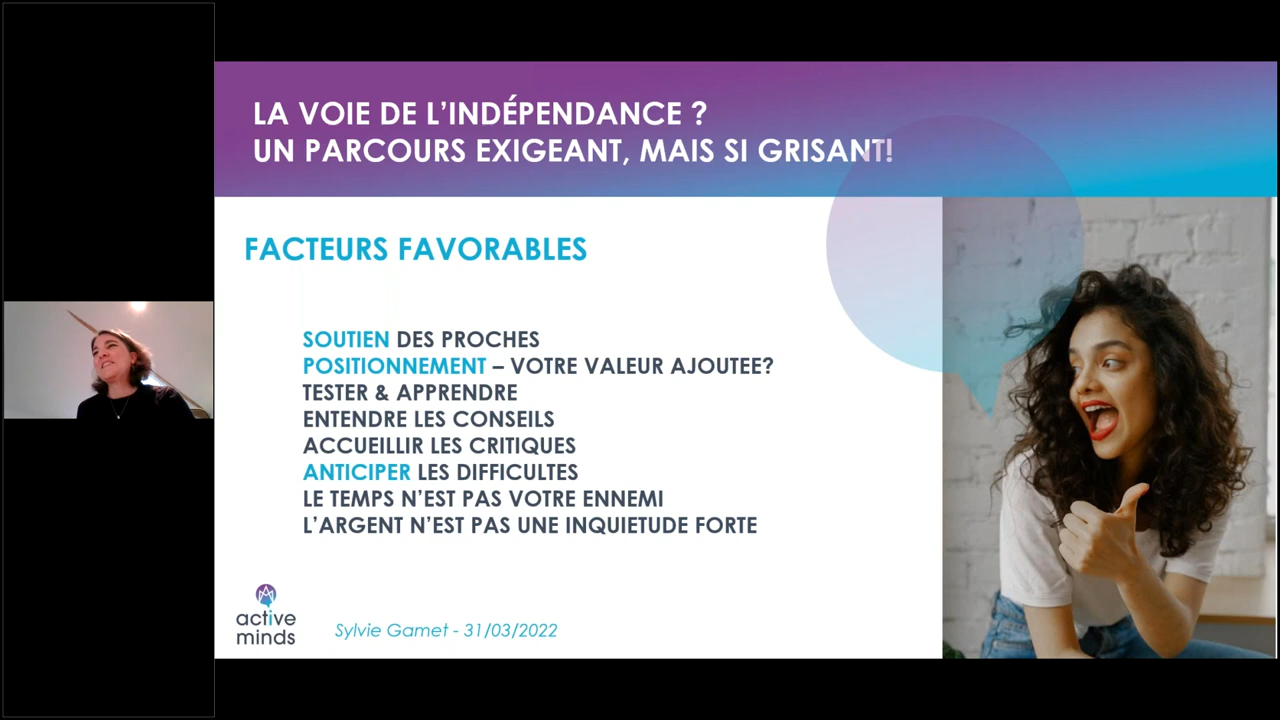 LA VOIE DE L'INDÉPENDANCE ?
UN PARCOURS EXIGEANT, MAIS SI GRISANT!
FACTEURS FAVORABLES
SOUTIEN DES PROCHES
POSITIONNEMENT – VOTRE VALEUR AJOUTEE?
TESTER & APPRENDRE
ENTENDRE LES CONSEILS
ACCUEILLIR LES CRITIQUES
ANTICIPER LES DIFFICULTES
LE TEMPS N'EST PAS VOTRE ENNEMI
L'ARGENT N'EST PAS UNE INQUIETUDE FORTE
active
minds
Sylvie Gamet - 31/03/2022